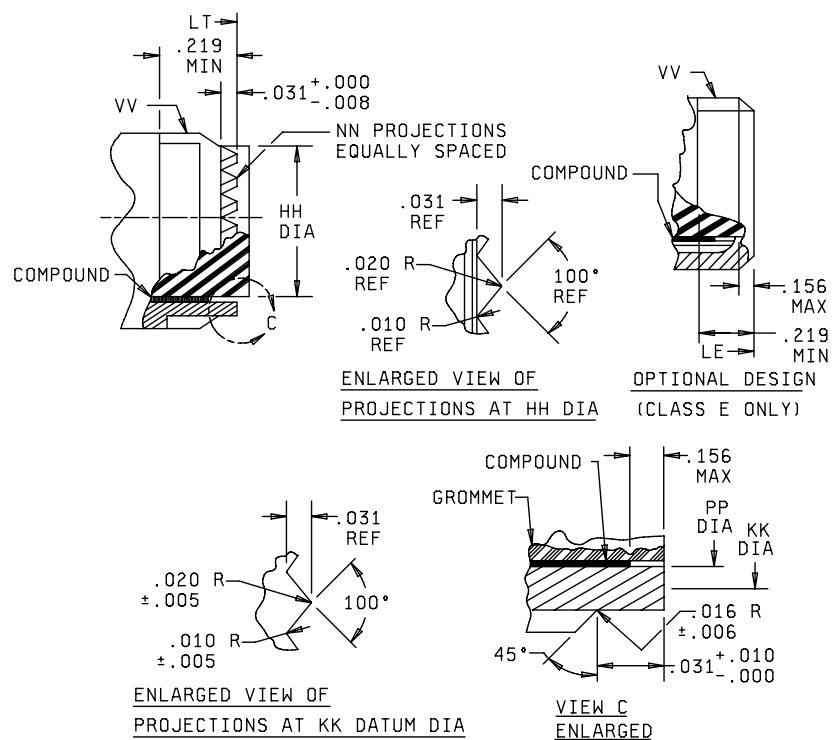 LT
.219
MIN
.031 +.000
-.008
VV
NN PROJECTIONS
EQUALLY SPACED
HH
DIA
COMPOUND
C
.031
REF
.020 R
REF
.010 R
REF
100°
REF
ENLARGED VIEW OF
PROJECTIONS AT HH DIA
VV
COMPOUND
.156
MAX
.219
MIN
LE
OPTIONAL DESIGN
(CLASS E ONLY)
.031
REF
.020 R
±.005
.010 R
±.005
100°
ENLARGED VIEW OF
PROJECTIONS AT KK DATUM DIA
COMPOUND
GROMMET
.156
MAX
PP
DIA
KK
DIA
.016 R
±.006
45°
.031 +.010
-.000
VIEW C
ENLARGED